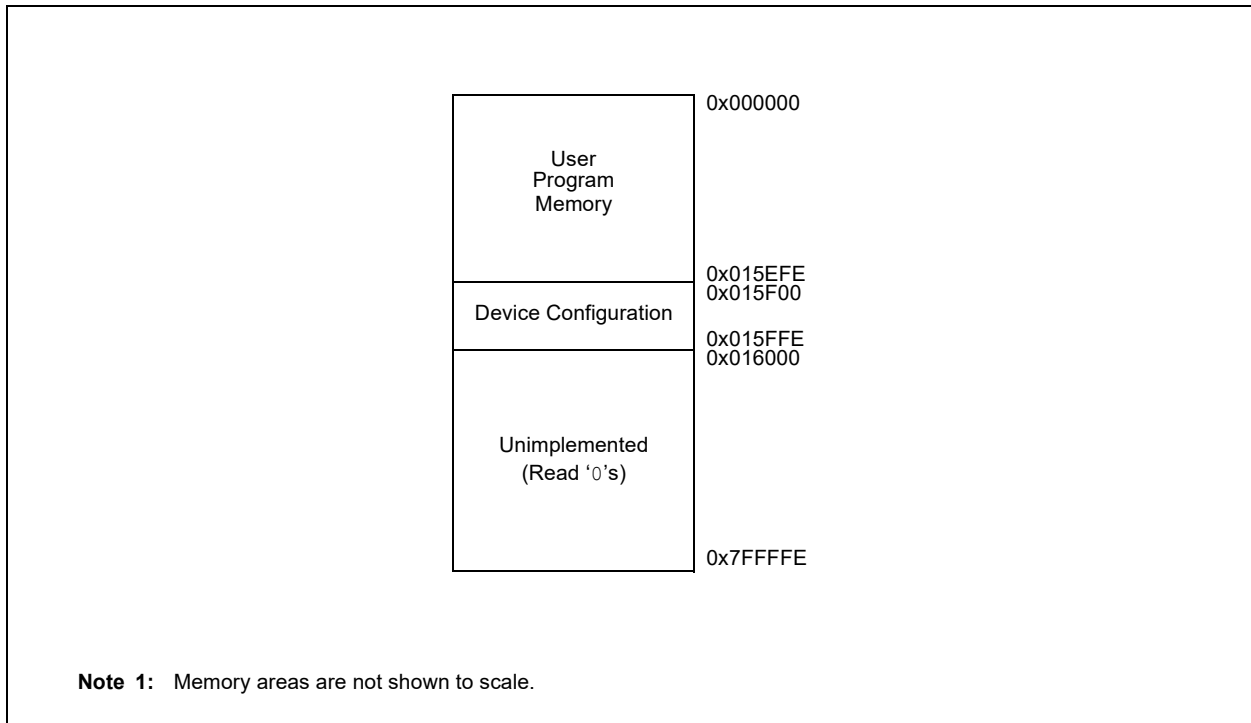 0x000000
User
Program
Memory
0x015EFE
0x015F00
Device Configuration
0x015FFE
0x016000
Unimplemented
(Read ‘0’s)
0x7FFFFE
Note 1: Memory areas are not shown to scale.